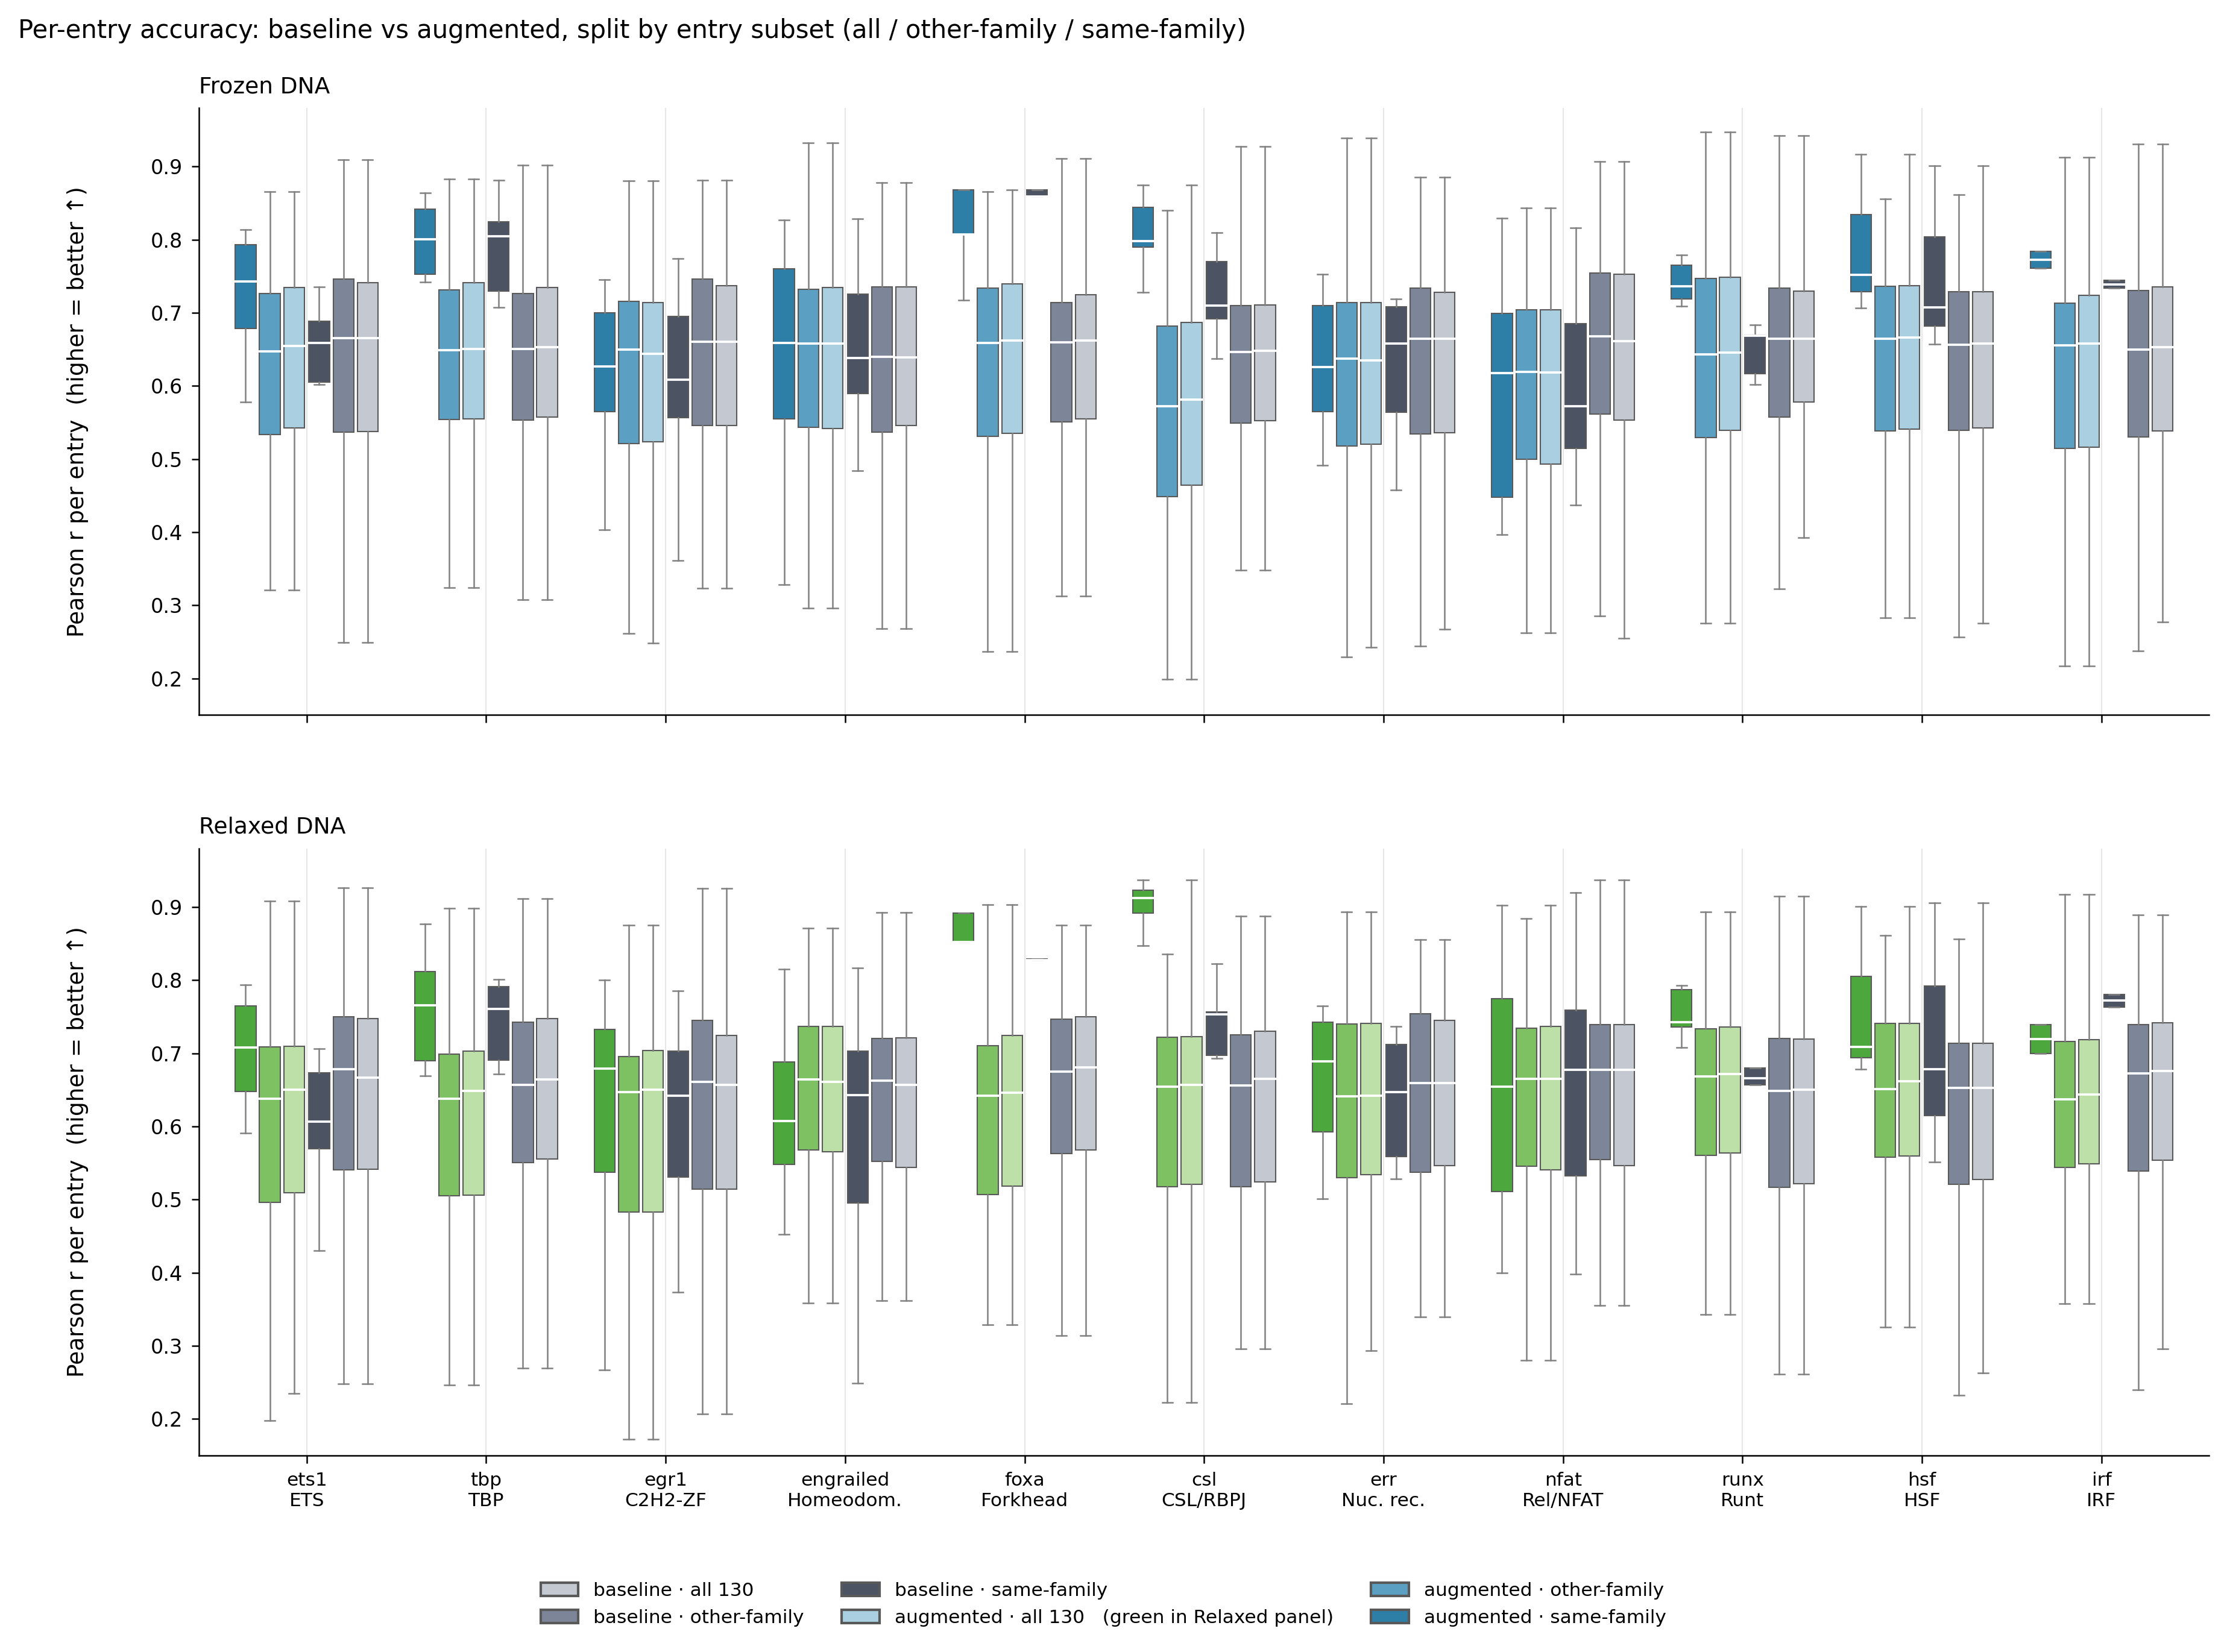 Per-entry accuracy: baseline vs augmented, split by entry subset (all / other-family / same-family)
Frozen DNA
Pearson r per entry  (higher = better ↑)
0.9
0.8
0.7
0.6
0.5
0.4
0.3
0.2
Relaxed DNA
Pearson r per entry  (higher = better ↑)
0.9
0.8
0.7
0.6
0.5
0.4
0.3
0.2
ets1
ETS
tbp
TBP
egr1
C2H2-ZF
engrailed
Homeodom.
foxa
Forkhead
csl
CSL/RBPJ
err
Nuc. rec.
nfat
Rel/NFAT
runx
Runt
hsf
HSF
irf
IRF
baseline · all 130
baseline · other-family
baseline · same-family
augmented · all 130   (green in Relaxed panel)
augmented · other-family
augmented · same-family